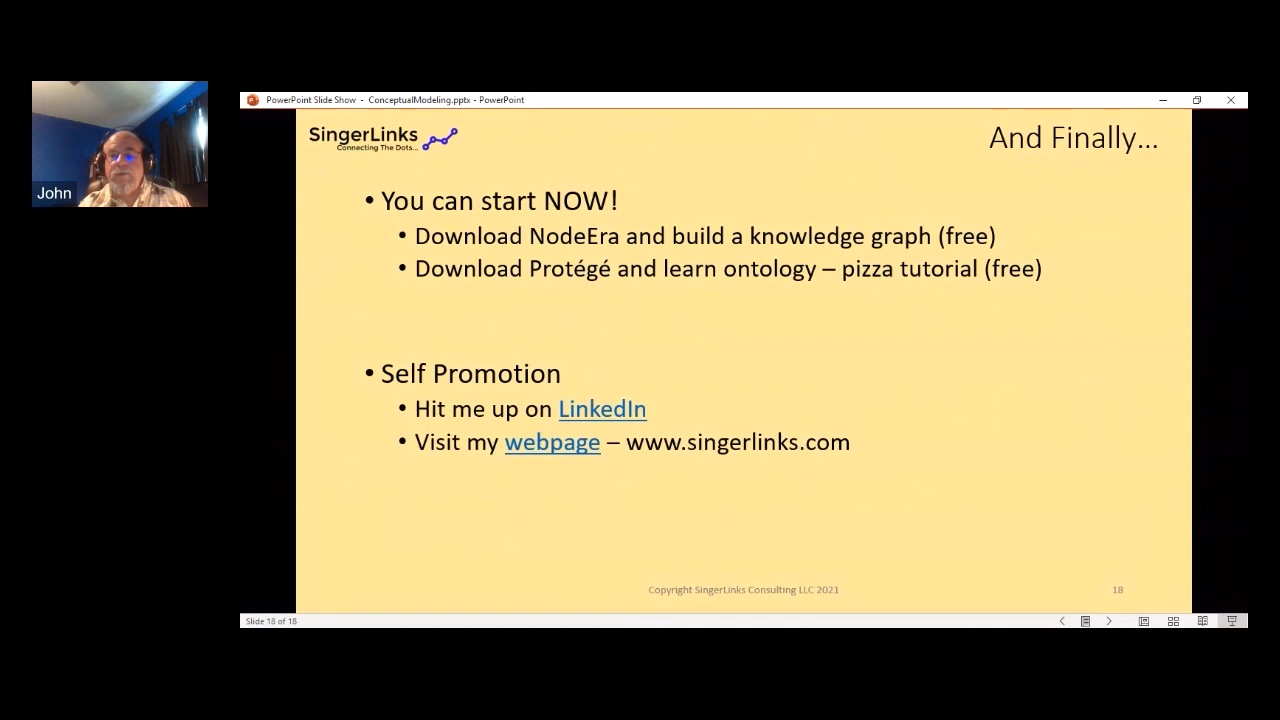 John
PowerPoint Slide Show - ConceptualModeling.pptx - PowerPoint
SingerLinks
Connecting The Dots...
And Finally...
• You can start NOW!
• Download NodeEra and build a knowledge graph (free)
• Download Protégé and learn ontology – pizza tutorial (free)
• Self Promotion
• Hit me up on LinkedIn
• Visit my webpage – www.singerlinks.com
Copyright SingerLinks Consulting LLC 2021
18
Slide 18 of 18